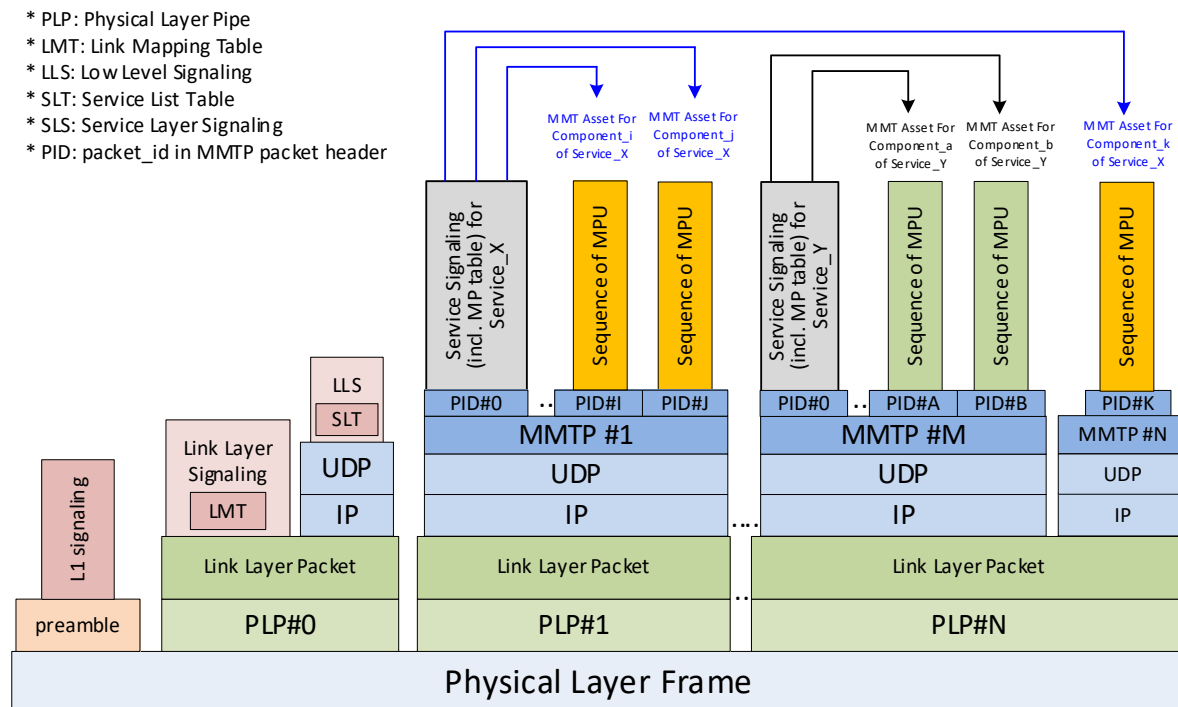 * PLP: Physical Layer Pipe
* LMT: Link Mapping Table
* LLS: Low Level Signaling
* SLT: Service List Table
* SLS: Service Layer Signaling
* PID: packet_id in MMTP packet header
MMT Asset For
Component_i
of Service_X
MMT Asset For
Component_j
of Service_X
MMT Asset For
Component_a
of Service_Y
MMT Asset For
Component_b
of Service_Y
MMT Asset For
Component_k
of Service_X
Service Signaling
(incl. MP table) for
Service_X
Sequence of MPU
Sequence of MPU
Service Signaling
(incl. MP table) for
Service_Y
Sequence of MPU
Sequence of MPU
Sequence of MPU
LLS
SLT
PID#0
..
PID#I
PID#J
PID#0
..
PID#A
PID#B
PID#K
MMTP #1
MMTP #M
MMTP #N
Link Layer
Signaling
LMT
UDP
UDP
UDP
UDP
IP
IP
.....
IP
IP
L1 signaling
Link Layer Packet
Link Layer Packet
..
Link Layer Packet
preamble
PLP#0
PLP#1
..
PLP#N
Physical Layer Frame